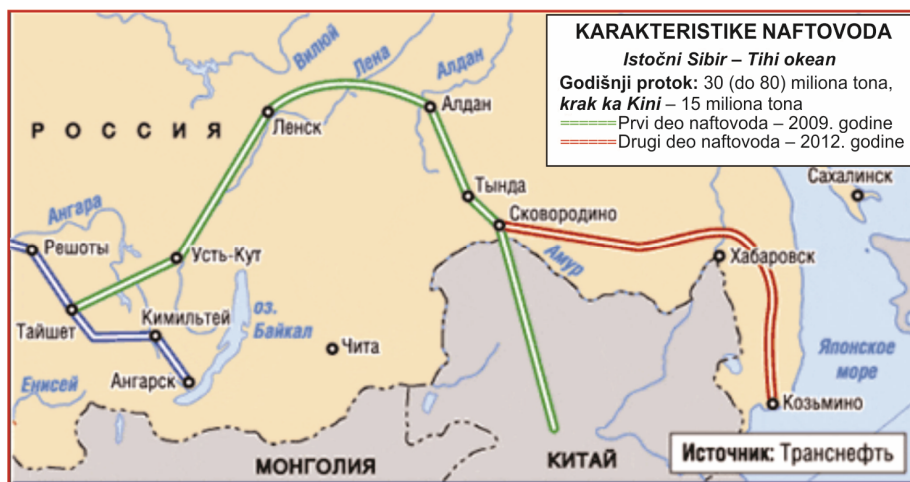 KARAKTERISTIKE NAFTOVODA
Istočni Sibir – Tihi okean
Godišnji protok: 30 (do 80) miliona tona,
krak ka Kini – 15 miliona tona
Prvi deo naftovoda – 2009. godine
Drugi deo naftovoda – 2012. godine
Вилюй
Лена
Алдан
Алдан
Ленск
РОССИЯ
Сахалинск
Тында
Ангара
Сковородино
Решоты
Усть-Кут
Амур
Хабаровск
оз.
Байкал
Тайшет
Кимильтей
Чита
Японское
море
Ангарск
Енисей
Козьмино
Источник: Транснефть
МОНГОЛИЯ
КИТАЙ